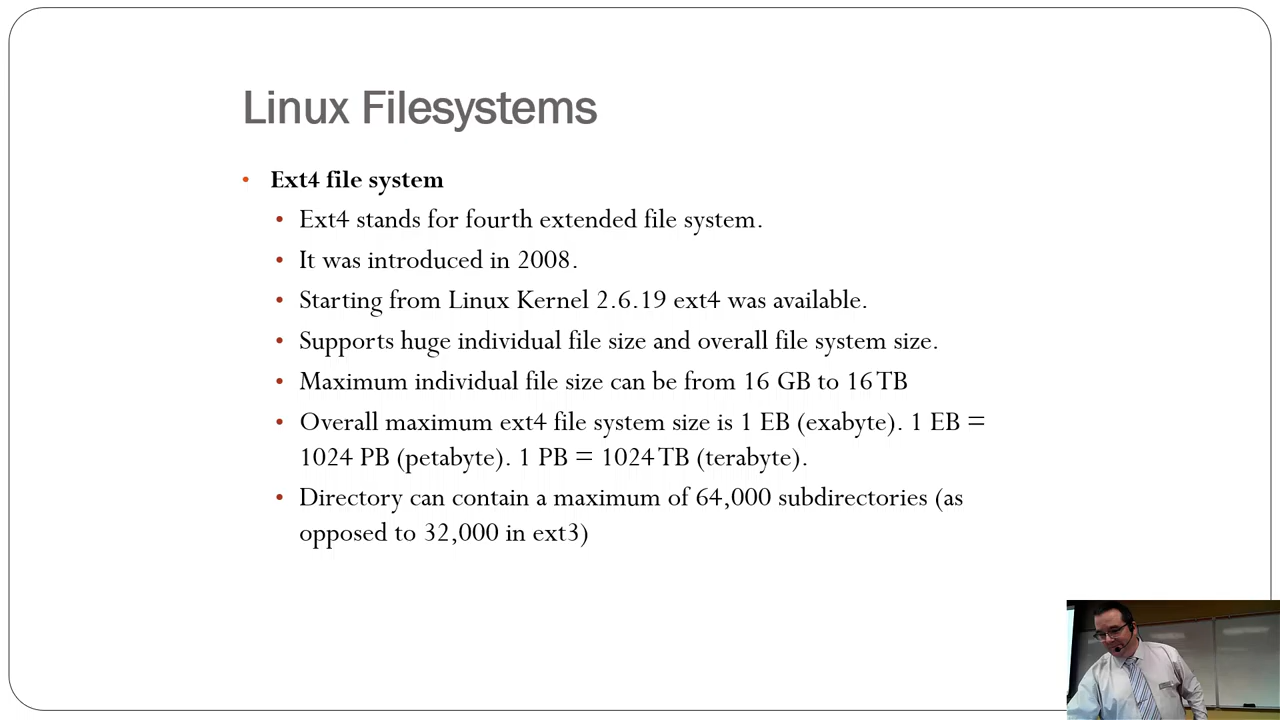 Linux Filesystems
• Ext4 file system
• Ext4 stands for fourth extended file system.
• It was introduced in 2008.
• Starting from Linux Kernel 2.6.19 ext4 was available.
• Supports huge individual file size and overall file system size.
• Maximum individual file size can be from 16 GB to 16 TB
• Overall maximum ext4 file system size is 1 EB (exabyte). 1 EB =
1024 PB (petabyte). 1 PB = 1024 TB (terabyte).
• Directory can contain a maximum of 64,000 subdirectories (as
opposed to 32,000 in ext3)